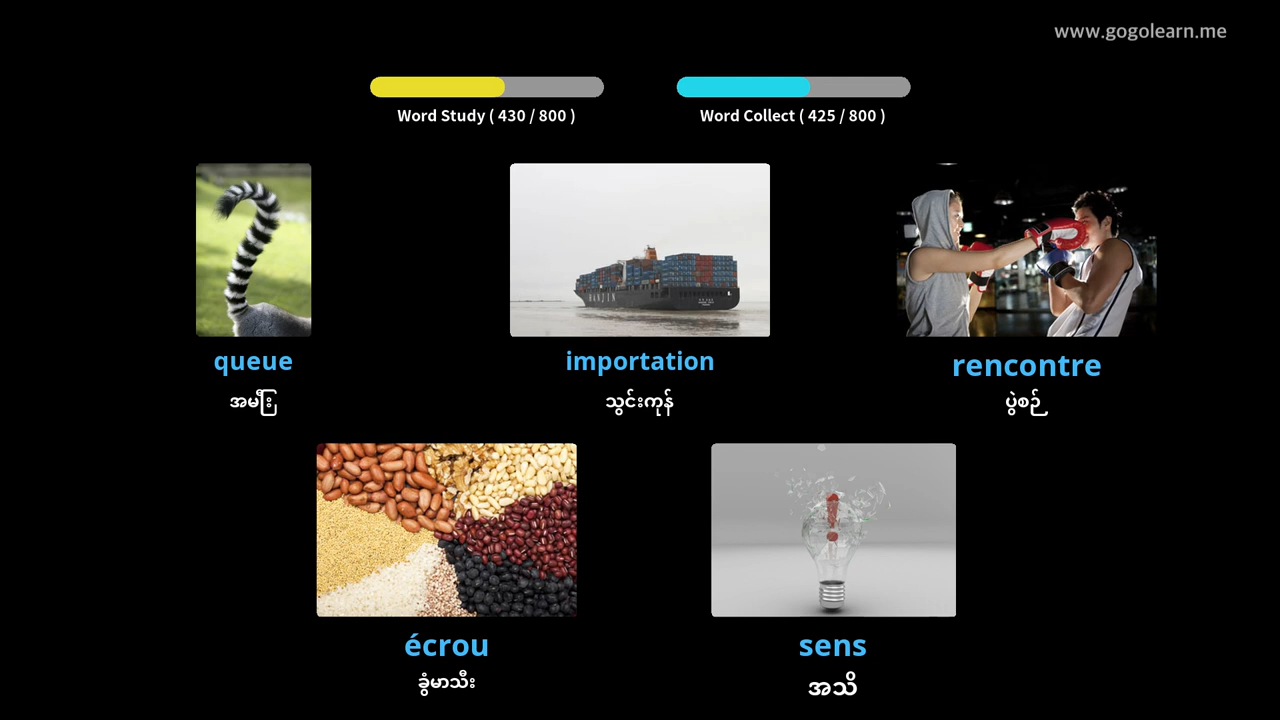 www.gogolearn.me
Word Study ( 430 / 800 )
Word Collect ( 425 / 800 )
queue
importation
rencontre
အမြီး
သွင်းကုန်
ပွဲစဉ်
écrou
sens
ခွံမာသီး
အသိ